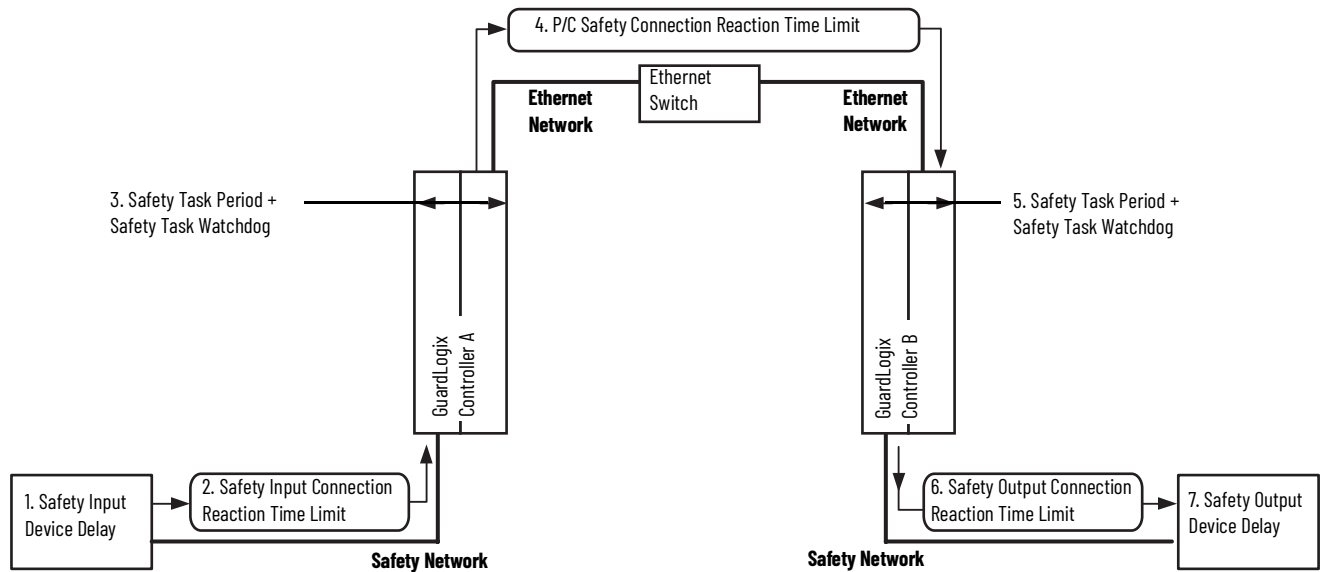 4. P/C Safety Connection Reaction Time Limit
Ethernet
Switch
Ethernet
Network
Ethernet
Network
3. Safety Task Period +
Safety Task Watchdog
5. Safety Task Period +
Safety Task Watchdog
GuardLogix
Controller A
GuardLogix
Controller B
1. Safety Input
Device Delay
2. Safety Input Connection
Reaction Time Limit
6. Safety Output Connection
Reaction Time Limit
7. Safety Output
Device Delay
Safety Network
Safety Network